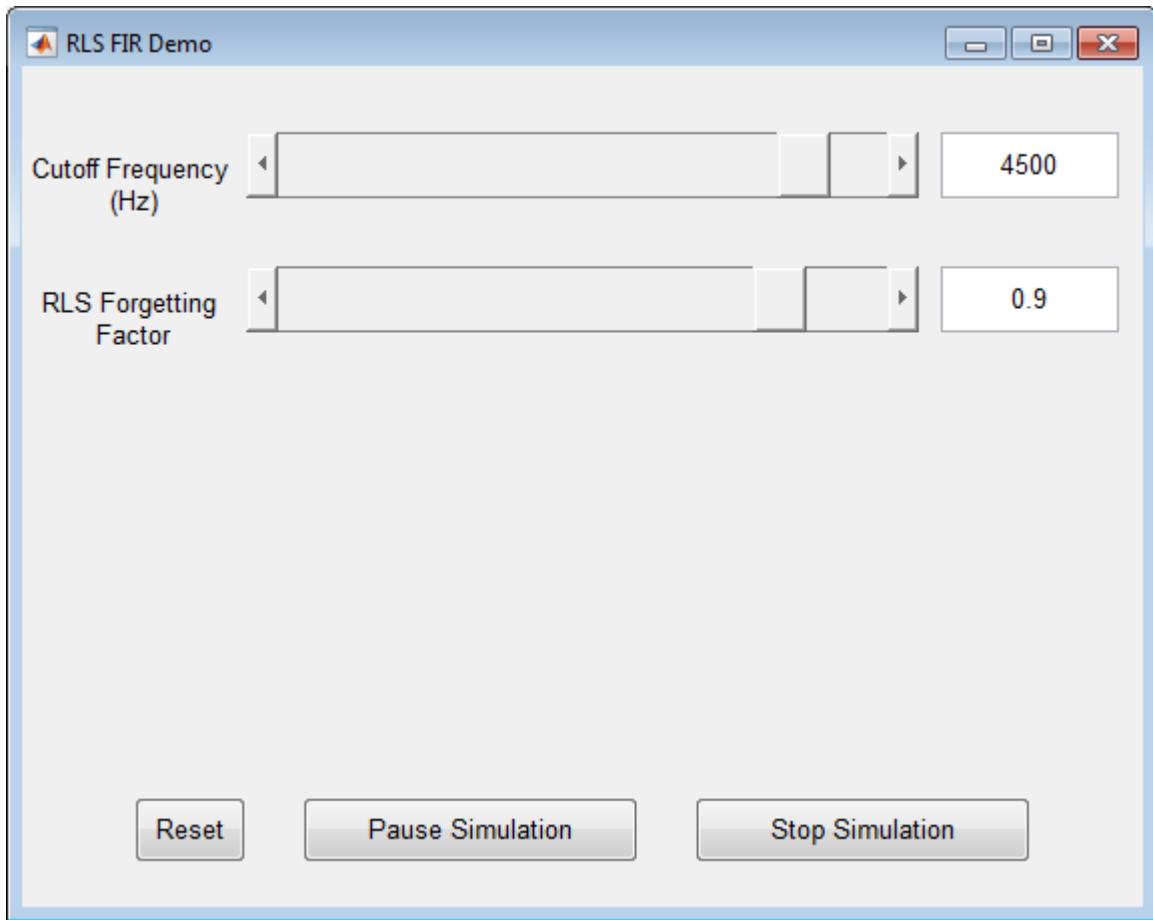 RLS FIR Demo
Cutoff Frequency
(Hz)
4500
RLS Forgetting
Factor
0.9
Reset
Pause Simulation
Stop Simulation